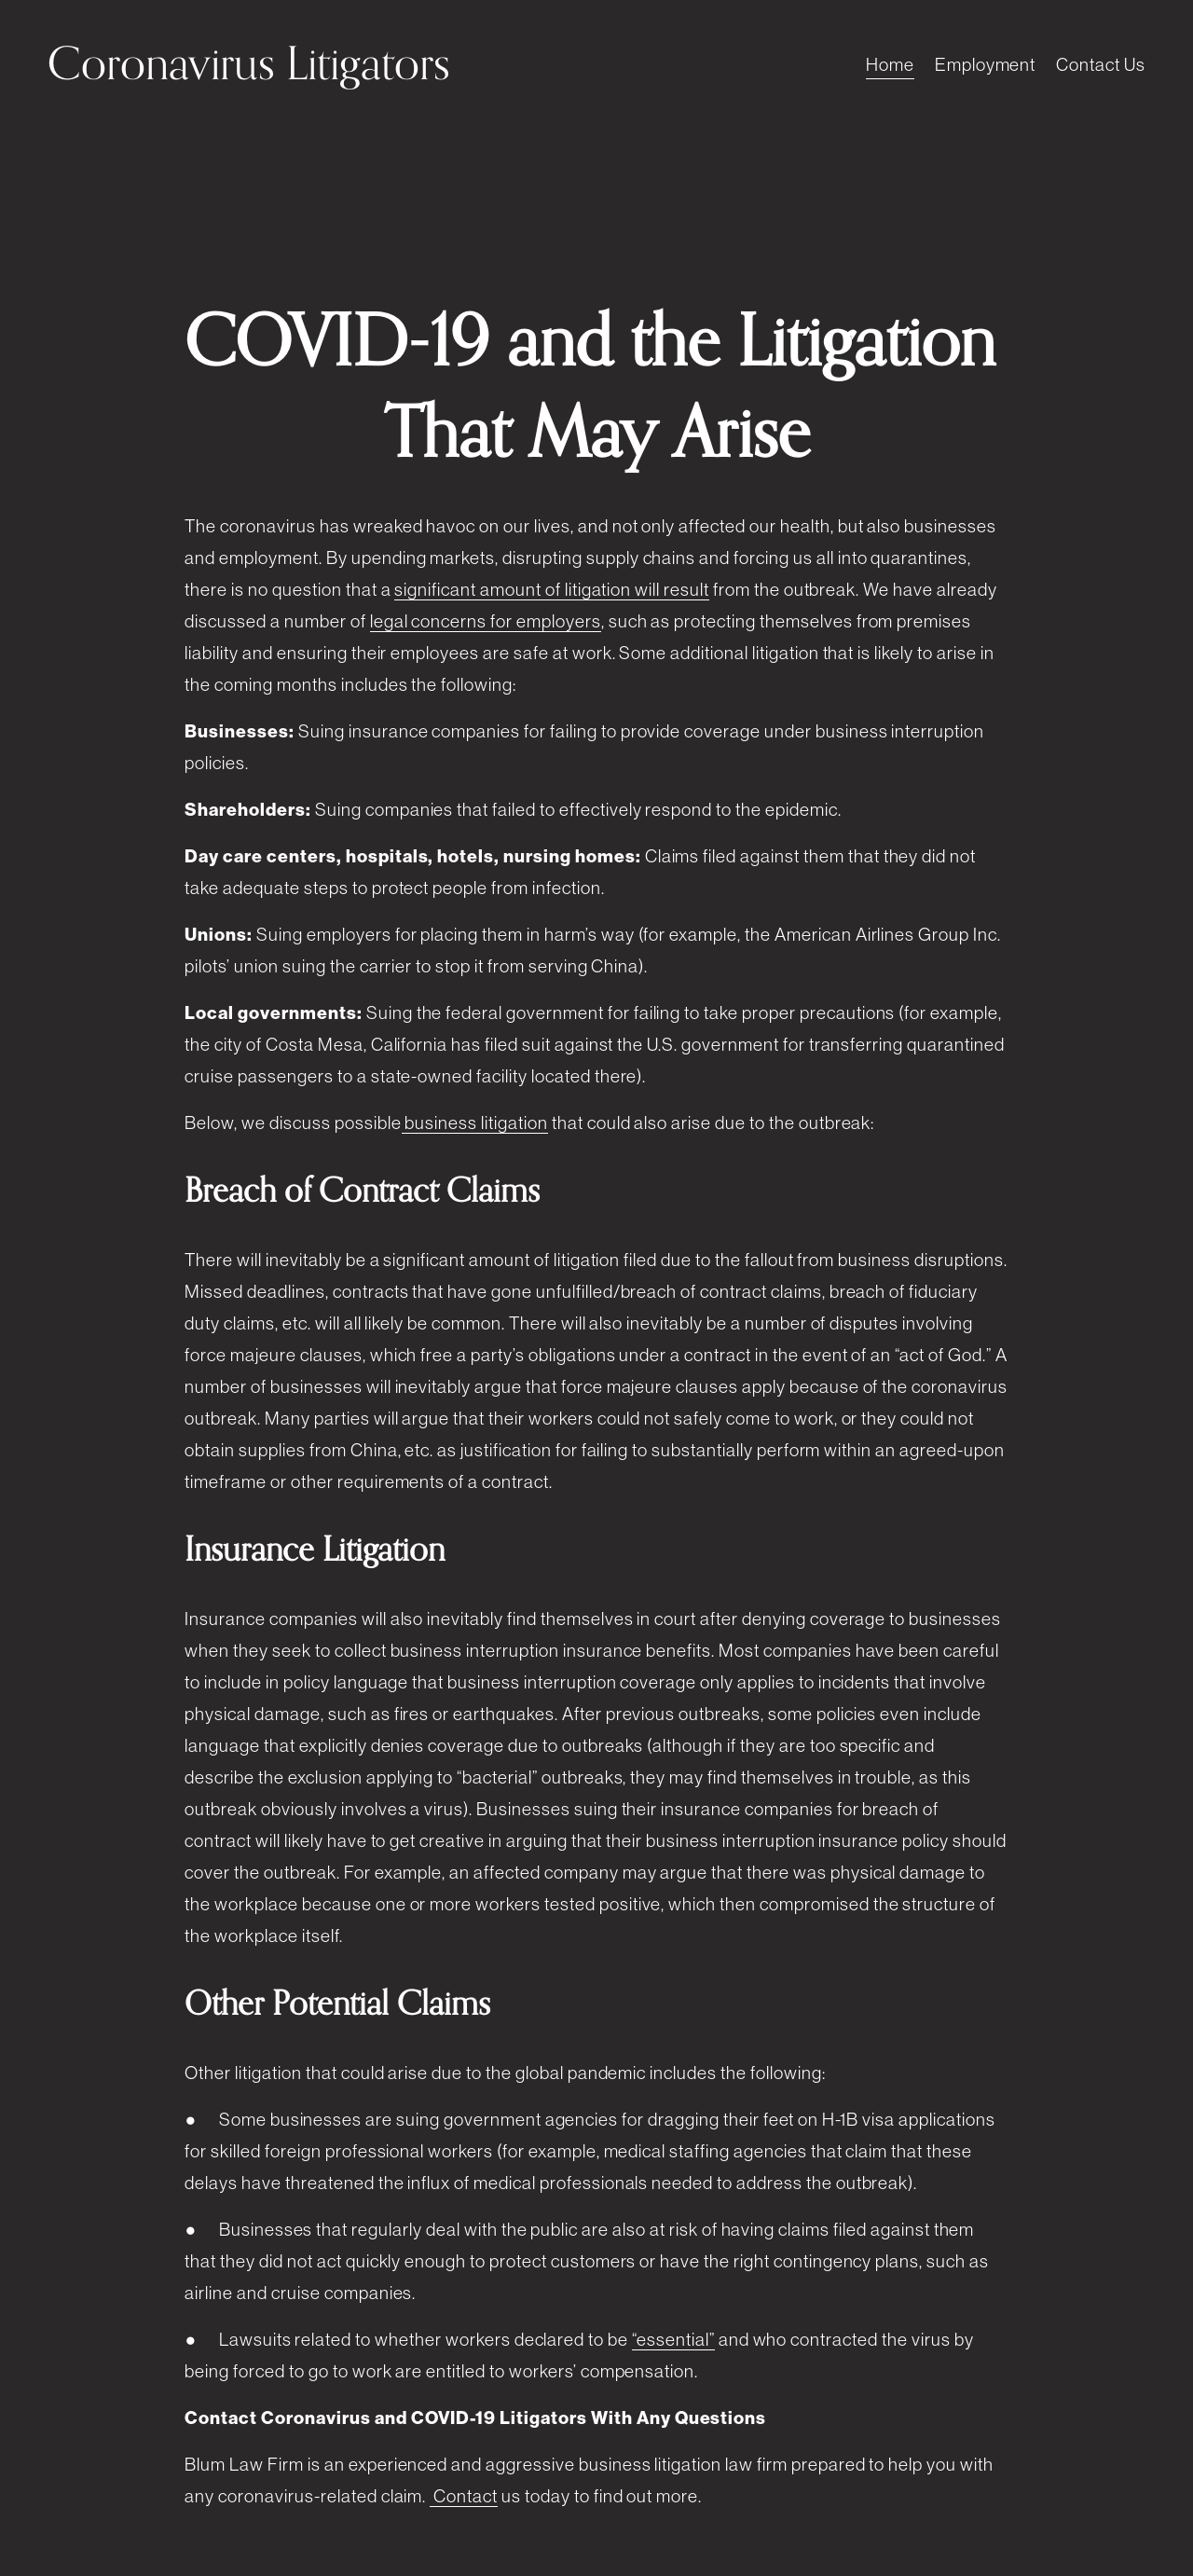 Coronavirus Litigators
Home Employment Contact Us
COVID-19 and the Litigation
That May Arise
The coronavirus has wreaked havoc on our lives, and not only affected our health, but also businesses
and employment. By upending markets, disrupting supply chains and forcing us all into quarantines,
there is no question that a significant amount of litigation will result from the outbreak. We have already
discussed a number of legal concerns for employers, such as protecting themselves from premises
liability and ensuring their employees are safe at work. Some additional litigation that is likely to arise in
the coming months includes the following:
Businesses: Suing insurance companies for failing to provide coverage under business interruption
policies.
Shareholders: Suing companies that failed to effectively respond to the epidemic.
Day care centers, hospitals, hotels, nursing homes: Claims filed against them that they did not
take adequate steps to protect people from infection.
Unions: Suing employers for placing them in harm’s way (for example, the American Airlines Group Inc.
pilots’ union suing the carrier to stop it from serving China).
Local governments: Suing the federal government for failing to take proper precautions (for example,
the city of Costa Mesa, California has filed suit against the U.S. government for transferring quarantined
cruise passengers to a state-owned facility located there).
Below, we discuss possible business litigation that could also arise due to the outbreak:
Breach of Contract Claims
There will inevitably be a significant amount of litigation filed due to the fallout from business disruptions.
Missed deadlines, contracts that have gone unfulfilled/breach of contract claims, breach of fiduciary
duty claims, etc. will all likely be common. There will also inevitably be a number of disputes involving
force majeure clauses, which free a party’s obligations under a contract in the event of an “act of God.” A
number of businesses will inevitably argue that force majeure clauses apply because of the coronavirus
outbreak. Many parties will argue that their workers could not safely come to work, or they could not
obtain supplies from China, etc. as justification for failing to substantially perform within an agreed-upon
timeframe or other requirements of a contract.
Insurance Litigation
Insurance companies will also inevitably find themselves in court after denying coverage to businesses
when they seek to collect business interruption insurance benefits. Most companies have been careful
to include in policy language that business interruption coverage only applies to incidents that involve
physical damage, such as fires or earthquakes. After previous outbreaks, some policies even include
language that explicitly denies coverage due to outbreaks (although if they are too specific and
describe the exclusion applying to “bacterial” outbreaks, they may find themselves in trouble, as this
outbreak obviously involves a virus). Businesses suing their insurance companies for breach of
contract will likely have to get creative in arguing that their business interruption insurance policy should
cover the outbreak. For example, an affected company may argue that there was physical damage to
the workplace because one or more workers tested positive, which then compromised the structure of
the workplace itself.
Other Potential Claims
Other litigation that could arise due to the global pandemic includes the following:
● Some businesses are suing government agencies for dragging their feet on H-1B visa applications
for skilled foreign professional workers (for example, medical staffing agencies that claim that these
delays have threatened the influx of medical professionals needed to address the outbreak).
● Businesses that regularly deal with the public are also at risk of having claims filed against them
that they did not act quickly enough to protect customers or have the right contingency plans, such as
airline and cruise companies.
● Lawsuits related to whether workers declared to be “essential” and who contracted the virus by
being forced to go to work are entitled to workers’ compensation.
Contact Coronavirus and COVID-19 Litigators With Any Questions
Blum Law Firm is an experienced and aggressive business litigation law firm prepared to help you with
any coronavirus-related claim. Contact us today to find out more.